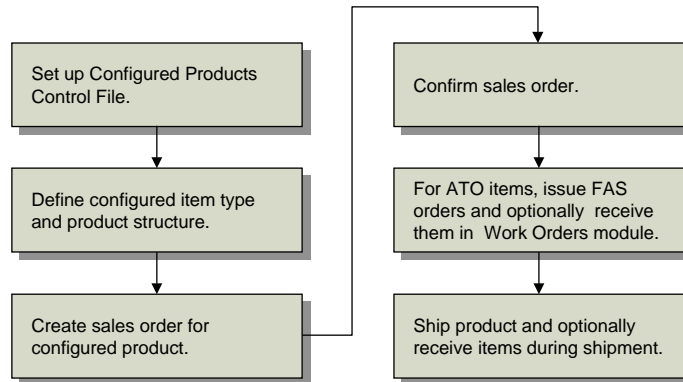 Set up Configured Products
Control File.
Define configured item type
and product structure.
Create sales order for
configured product.
Confirm sales order.
For ATO items, issue FAS
orders and optionally receive
them in Work Orders module.
Ship product and optionally
receive items during shipment.